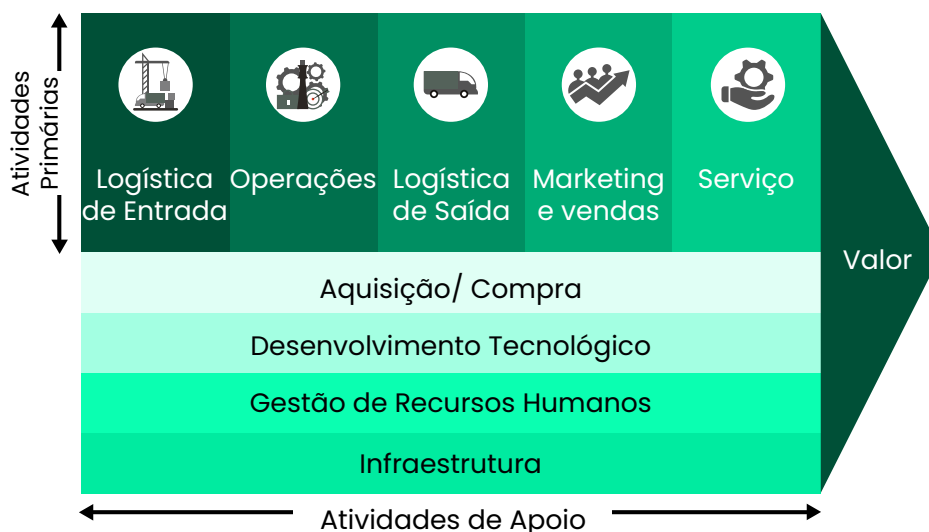 Atividades
Primárias
Logística
de Entrada
Operações
Logística
de Saída
Marketing
e vendas
Serviço
Valor
Aquisição/ Compra
Desenvolvimento Tecnológico
Gestão de Recursos Humanos
Infraestrutura
Atividades de Apoio